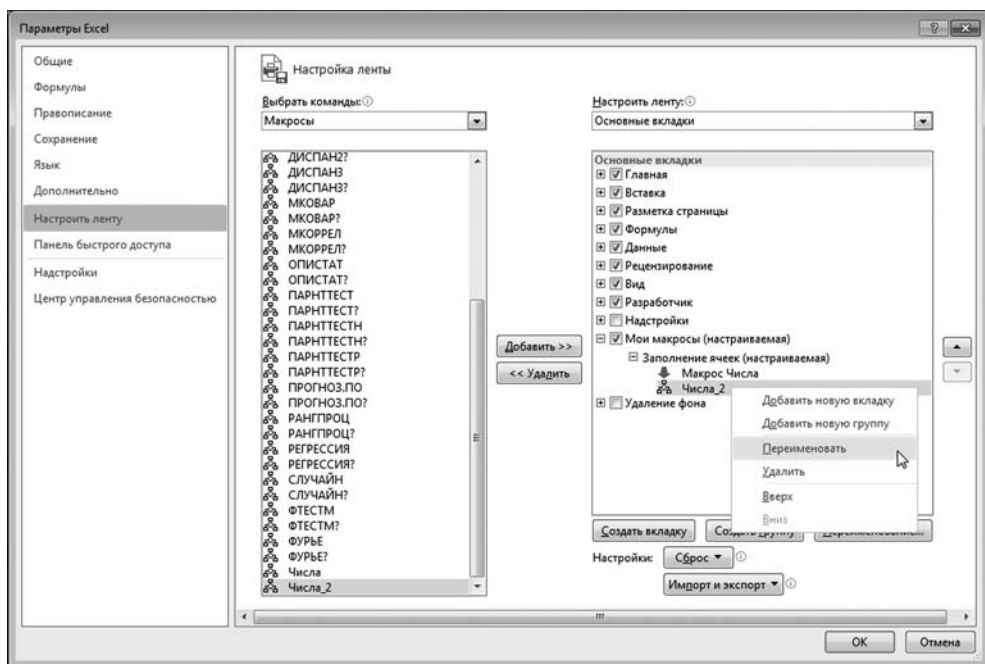 Параметры Excel
Общие
Формулы
Правописание
Сохранение
Язык
Дополнительно
Настроить ленту
Панель быстрого доступа
Надстройки
Центр управления безопасностью
Настройка ленты
Выбрать команды:
Макросы
ДИСПАН2?
ДИСПАН3
ДИСПАН3?
МКОВАР
МКОВАР?
МКОРРЕЛ
МКОРРЕЛ?
ОПИСТАТ
ОПИСТАТ?
ПАРНТТЕСТ
ПАРНТТЕСТ?
ПАРНТТЕСТН
ПАРНТТЕСТН?
ПАРНТТЕСТР
ПАРНТТЕСТР?
ПРОГНОЗ.ПО
ПРОГНОЗ.ПО?
РАНГПРОЦ
РАНГПРОЦ?
РЕГРЕССИЯ
РЕГРЕССИЯ?
СЛУЧАЙН
СЛУЧАЙН?
ФТЕСТМ
ФТЕСТМ?
ФУРЬЕ
ФУРЬЕ?
Числа
Числа_2
Добавить >>
<< Удалить
Настроить ленту:
Основные вкладки
Основные вкладки
Главная
Вставка
Разметка страницы
Формулы
Данные
Рецензирование
Вид
Разработчик
Надстройки
Мои макросы (настраиваемая)
Заполнение ячеек (настраиваемая)
Макрос Числа
Числа_2
Удаление фона
Добавить новую вкладку
Добавить новую группу
Переименовать
Удалить
Вверх
Вниз
Создать вкладку
Настройки: Сброс
Импорт и экспорт
ОК Отмена